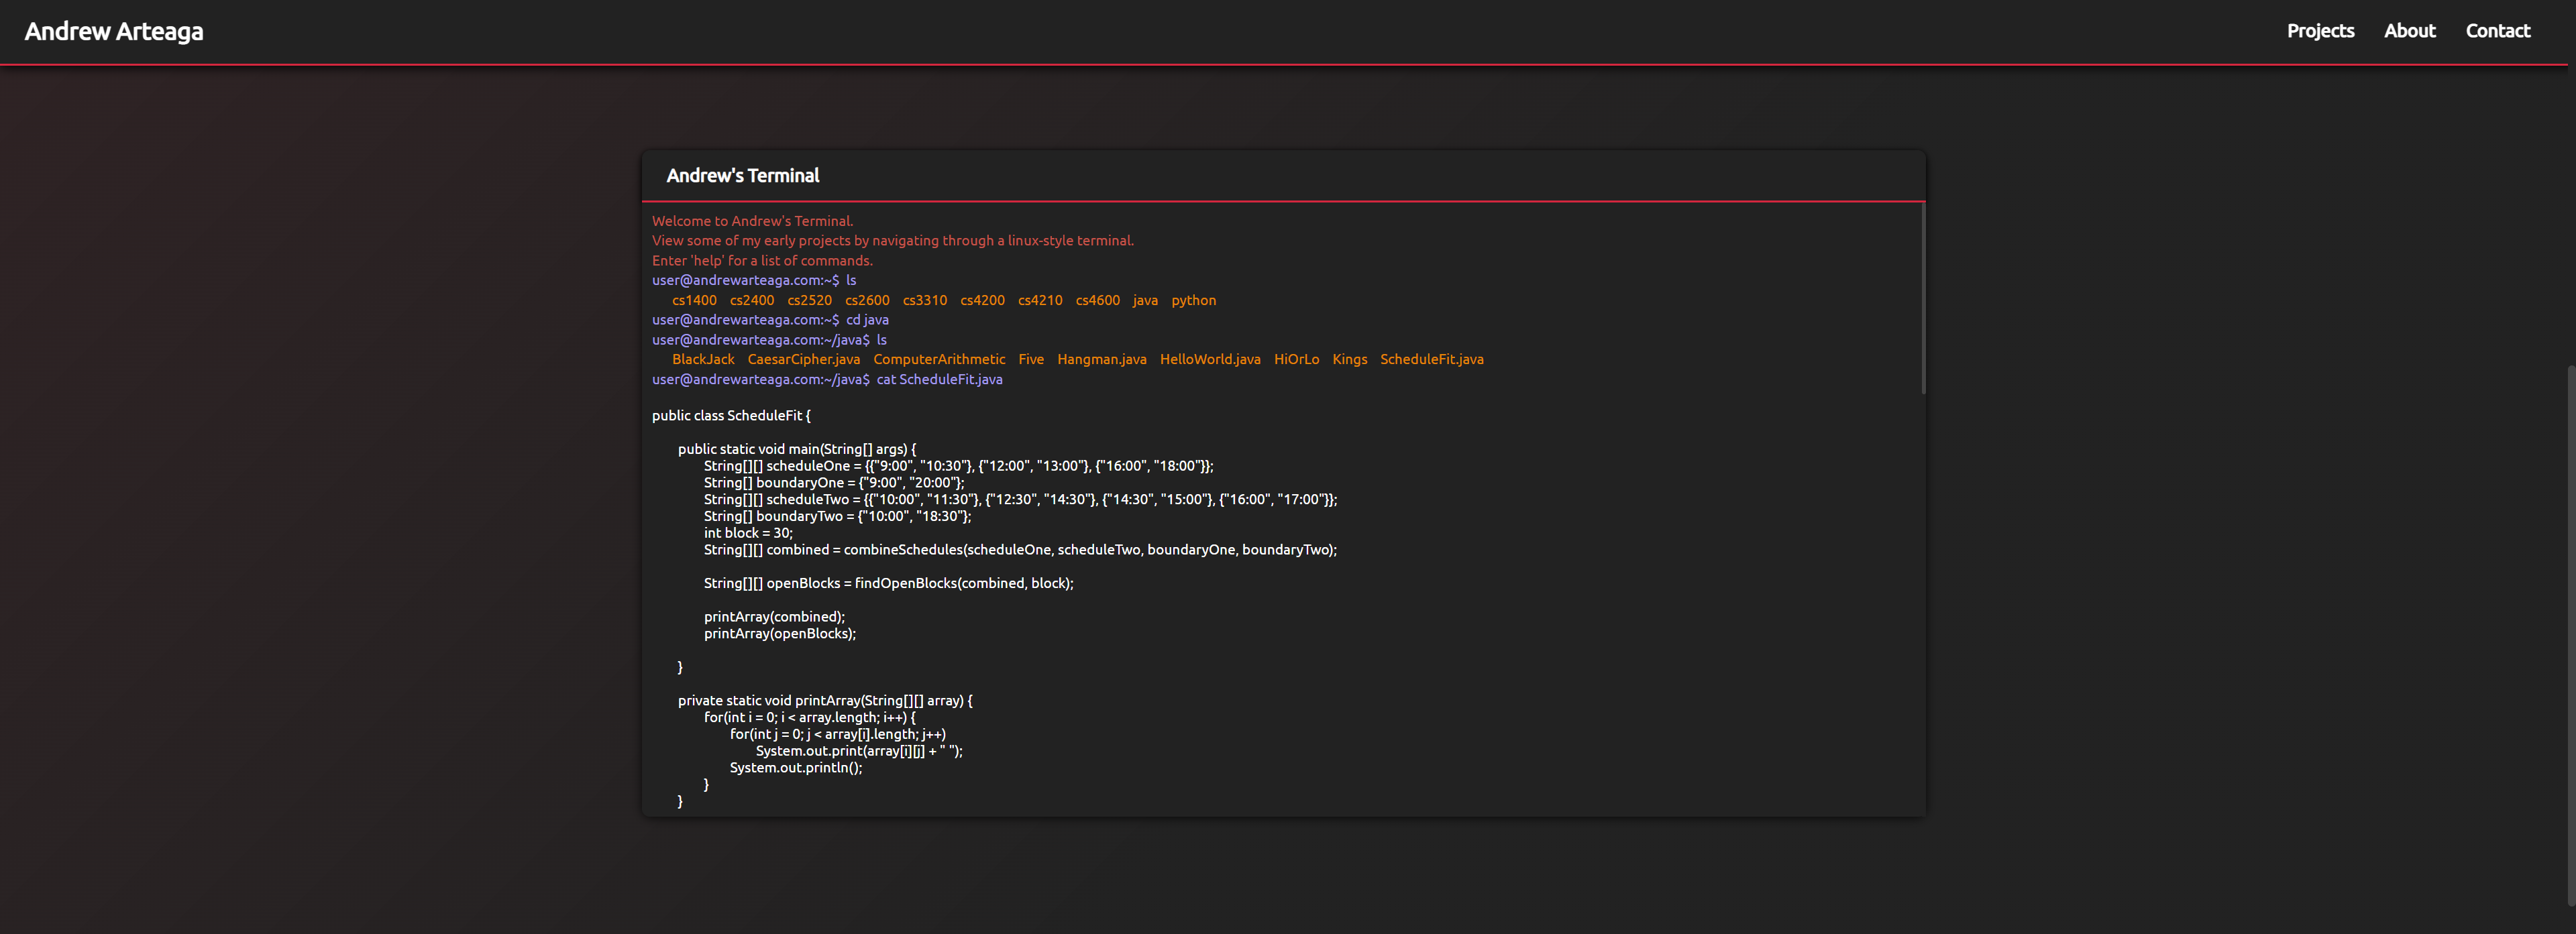 Andrew Arteaga Projects About Contact
Andrew's Terminal
Welcome to Andrew's Terminal.
View some of my early projects by navigating through a linux-style terminal.
Enter 'help' for a list of commands.
user@andrewarteaga.com:~$ ls
cs1400 cs2400 cs2520 cs2600 cs3310 cs4200 cs4210 cs4600 java python
user@andrewarteaga.com:~$ cd java
user@andrewarteaga.com:~/java$ ls
BlackJack CaesarCipher.java ComputerArithmetic Five Hangman.java HelloWorld.java HiOrLo Kings ScheduleFit.java
user@andrewarteaga.com:~/java$ cat ScheduleFit.java
public class ScheduleFit {
public static void main(String[] args) {
String[][] scheduleOne = {{"9:00", "10:30"}, {"12:00", "13:00"}, {"16:00", "18:00"}};
String[] boundaryOne = {"9:00", "20:00"};
String[][] scheduleTwo = {{"10:00", "11:30"}, {"12:30", "14:30"}, {"14:30", "15:00"}, {"16:00", "17:00"}};
String[] boundaryTwo = {"10:00", "18:30"};
int block = 30;
String[][] combined = combineSchedules(scheduleOne, scheduleTwo, boundaryOne, boundaryTwo);
String[][] openBlocks = findOpenBlocks(combined, block);
printArray(combined);
printArray(openBlocks);
}
private static void printArray(String[][] array) {
for(int i = 0; i < array.length; i++) {
for(int j = 0; j < array[i].length; j++)
System.out.print(array[i][j] + " ");
System.out.println();
}
}